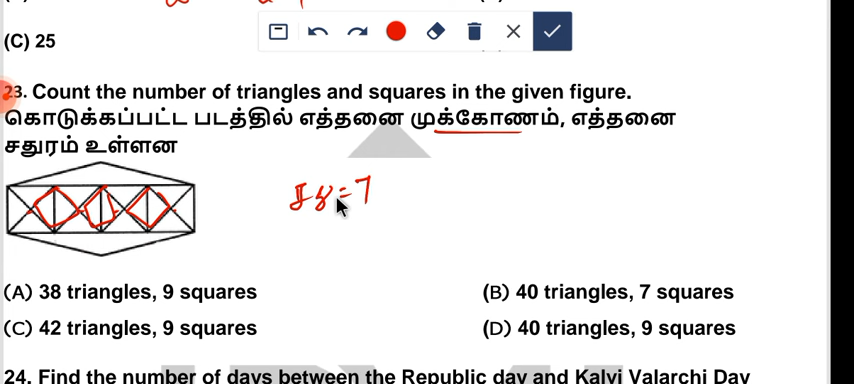 (C) 25
23. Count the number of triangles and squares in the given figure.
கொடுக்கப்பட்ட படத்தில் எத்தனை முக்கோணம், எத்தனை
சதுரம் உள்ளன
=7
(A) 38 triangles, 9 squares
(B) 40 triangles, 7 squares
(C) 42 triangles, 9 squares
(D) 40 triangles, 9 squares
24. Find the number of days between the Republic day and Kalvi Valarchi Day